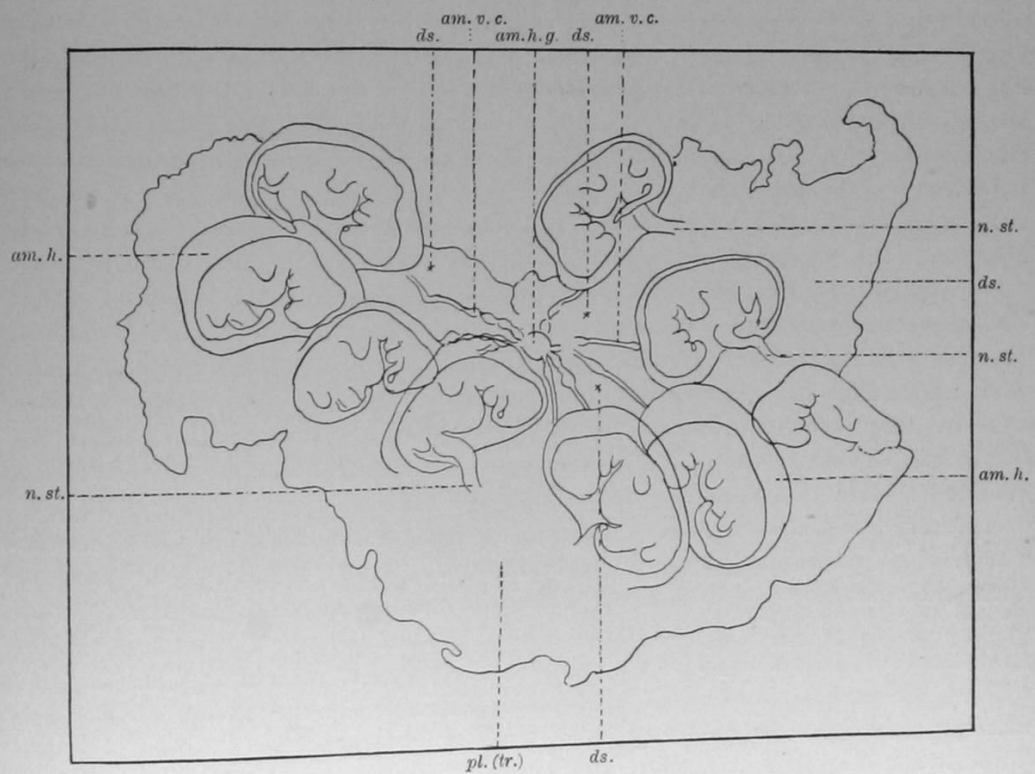 am. v. c. am. v. c.
ds. am. h. g. ds.
n. st.
am. h.
ds.
n. st.
am. h.
n. st.
pl. (tr.) ds.